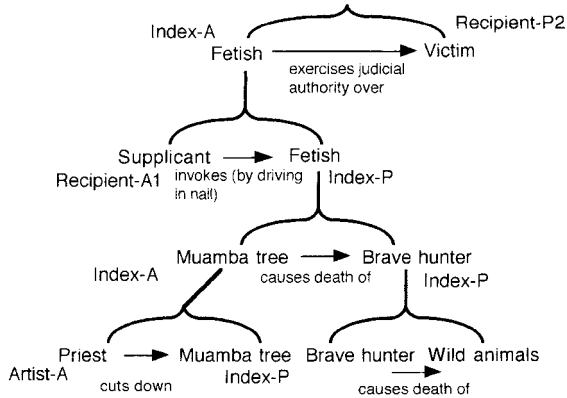 Recipient-P2
Index-A
Fetish
Victim
exercises judicial
authority over
Supplicant
Fetish
Recipient-A1
invokes (by driving
in nail)
Index-P
Muamba tree
Brave hunter
Index-A
causes death of
Index-P
Priest
Muamba tree
Brave hunter
Wild animals
Artist-A
cuts down
Index-P
causes death of